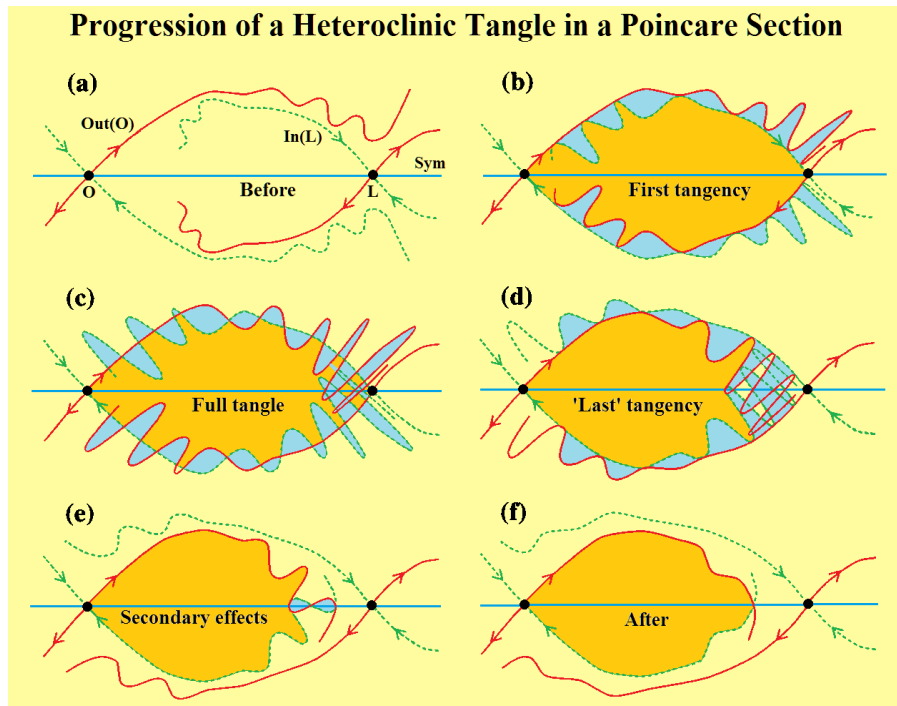 Progression of a Heteroclinic Tangle in a Poincare Section
(a)
Out(O)
In(L)
Sym
O
Before
L
(b)
First tangency
(c)
Full tangle
(d)
'Last' tangency
(e)
Secondary effects
(f)
After